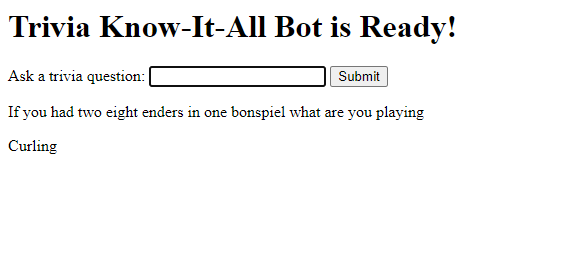 Trivia Know-It-All Bot is Ready!
Ask a trivia question: Submit
If you had two eight enders in one bonspiel what are you playing
Curling